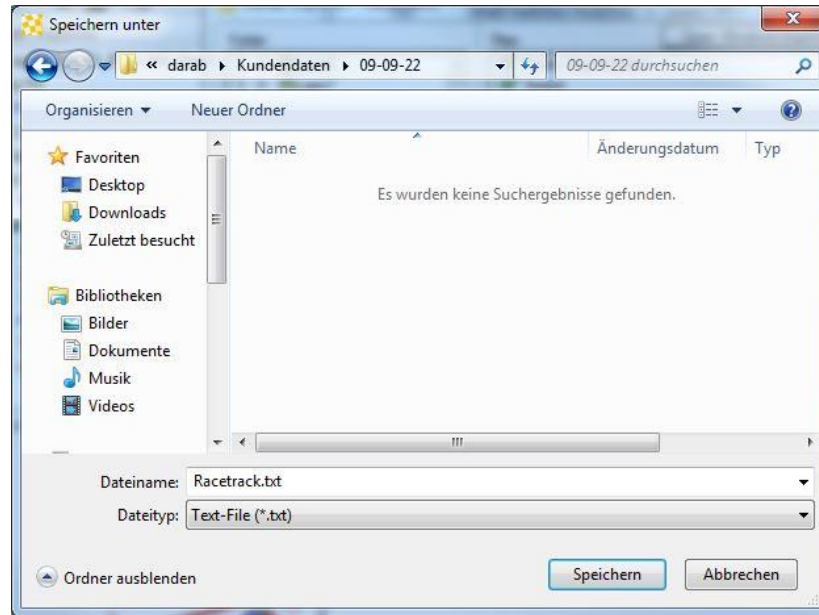 Speichern unter
« darab ▸ Kundendaten ▸ 09-09-22
09-09-22 durchsuchen
Organisieren ▾ Neuer Ordner
Name Änderungsdatum Typ
Es wurden keine Suchergebnisse gefunden.
Favoriten
Desktop
Downloads
Zuletzt besucht
Bibliotheken
Bilder
Dokumente
Musik
Videos
Dateiname: Racetrack.txt
Dateityp: Text-File (*.txt)
Ordner ausblenden
Speichern Abbrechen